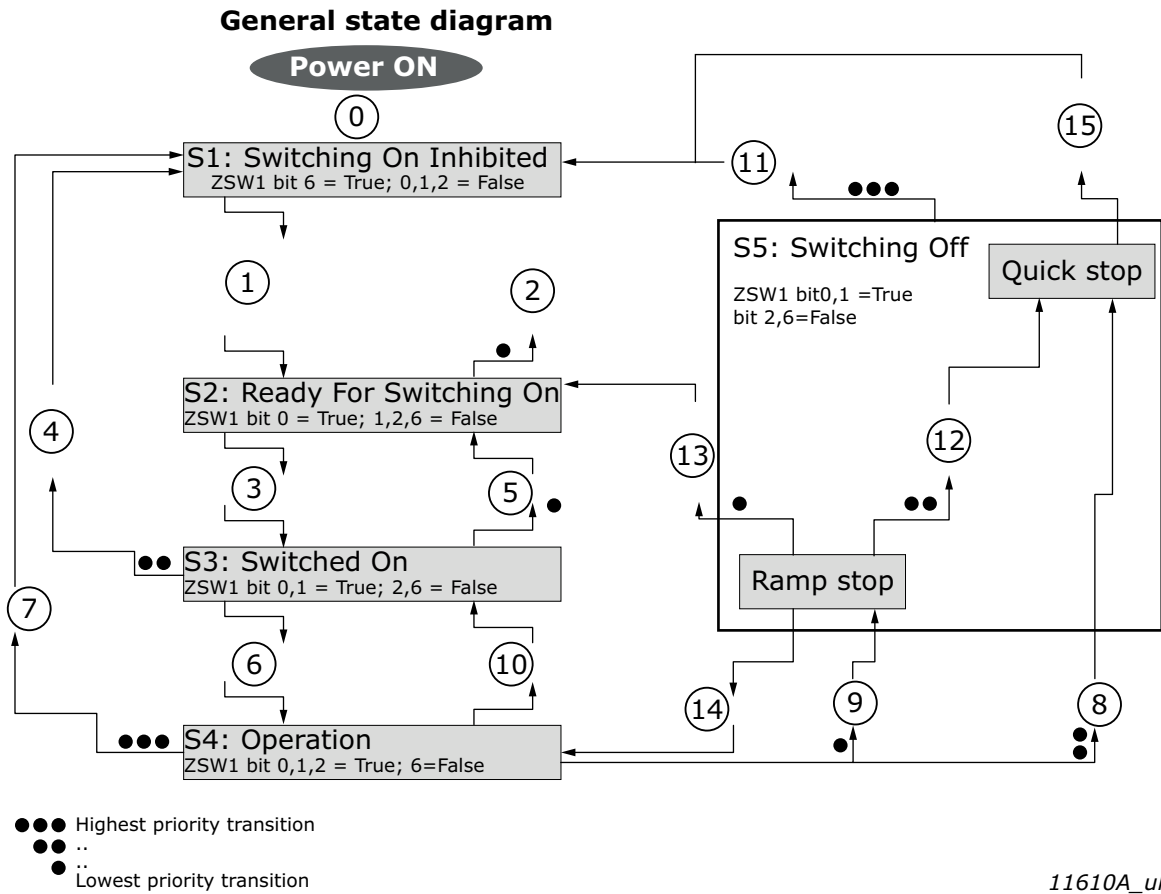 General state diagram
Power ON
0
S1: Switching On Inhibited
ZSW1 bit 6 = True; 0,1,2 = False
1
2
S2: Ready For Switching On
ZSW1 bit 0 = True; 1,2,6 = False
3
4
5
S3: Switched On
ZSW1 bit 0,1 = True; 2,6 = False
6
7
10
S4: Operation
ZSW1 bit 0,1,2 = True; 6=False
11
15
S5: Switching Off
ZSW1 bit0,1 =True
bit 2,6=False
Quick stop
12
13
Ramp stop
14
9
8
Highest priority transition
..
..
Lowest priority transition